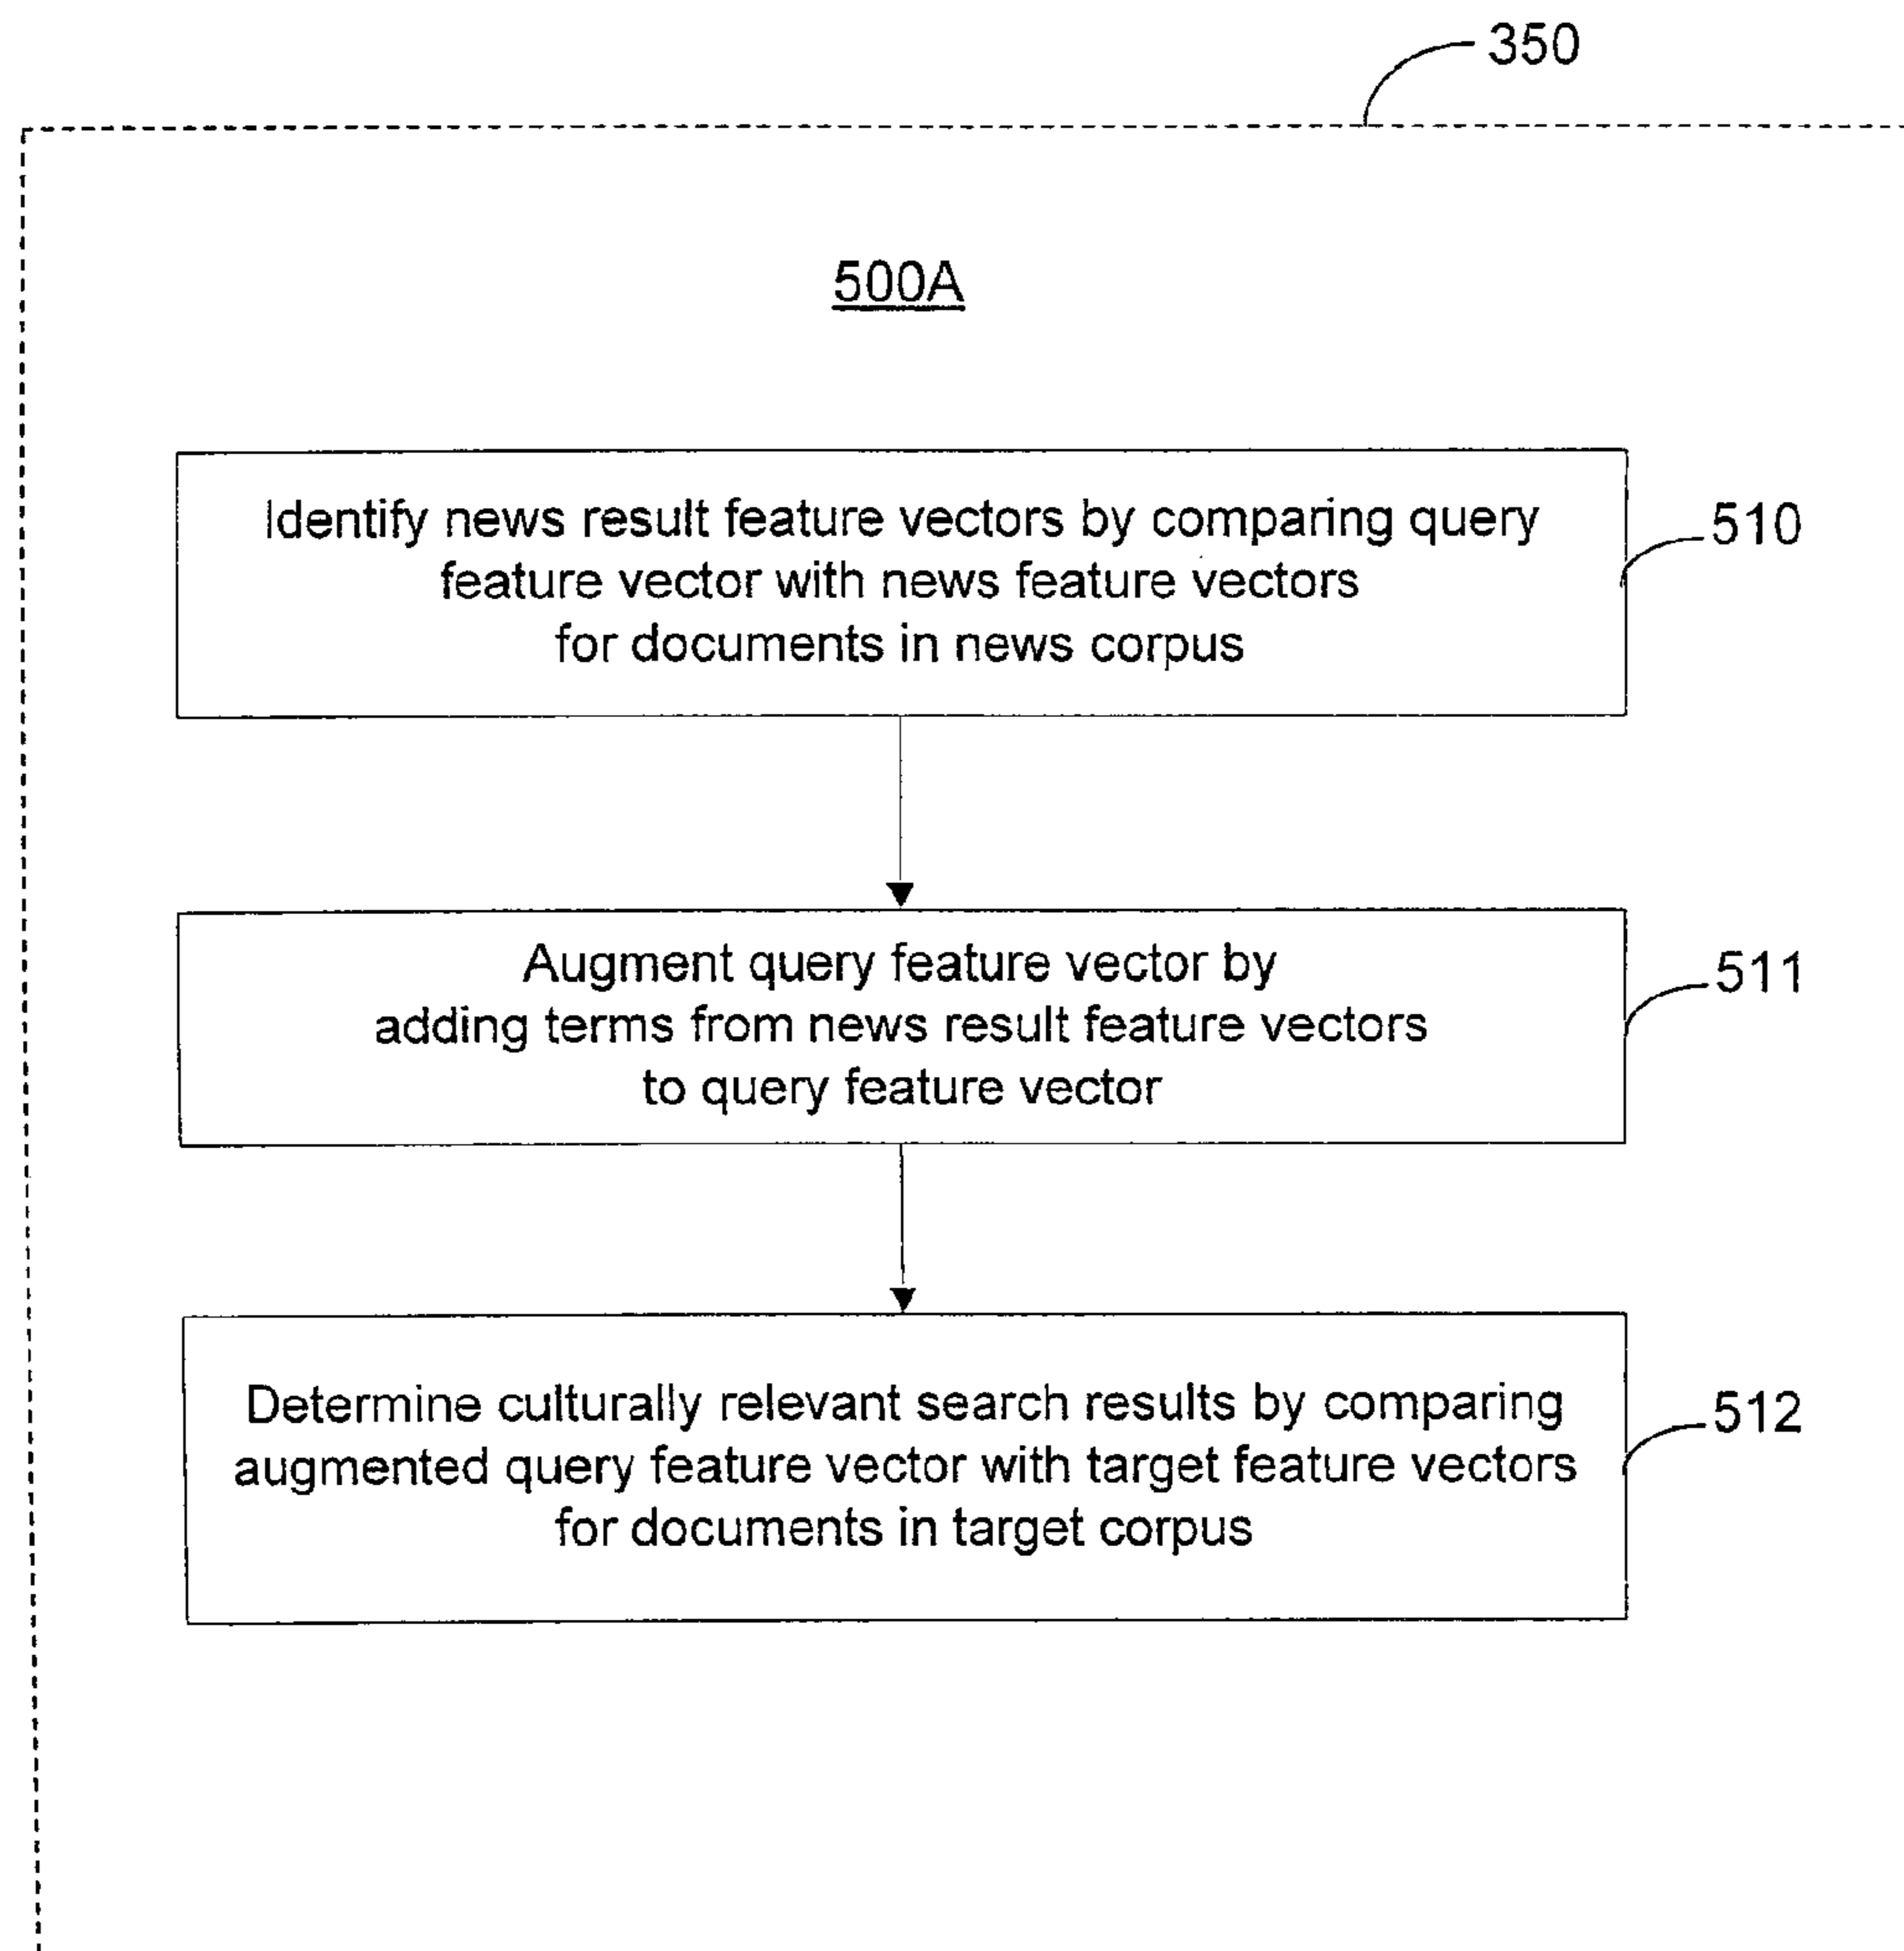 350
500A
Identify news result feature vectors by comparing query
feature vector with news feature vectors
for documents in news corpus
510
Augment query feature vector by
adding terms from news result feature vectors
to query feature vector
511
Determine culturally relevant search results by comparing
augmented query feature vector with target feature vectors
for documents in target corpus
512